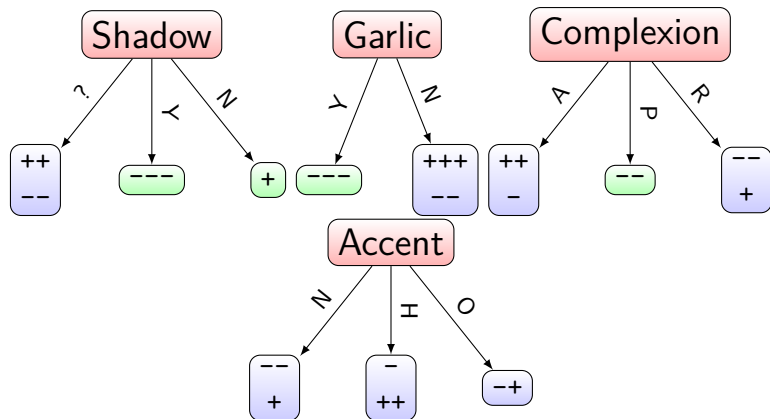 Shadow
Garlic
Complexion
?
Y
N
Y
N
A
P
R
++
--
---
+
---
+++
--
++
-
--
--
+
Accent
N
H
O
--
+
-
++
-+